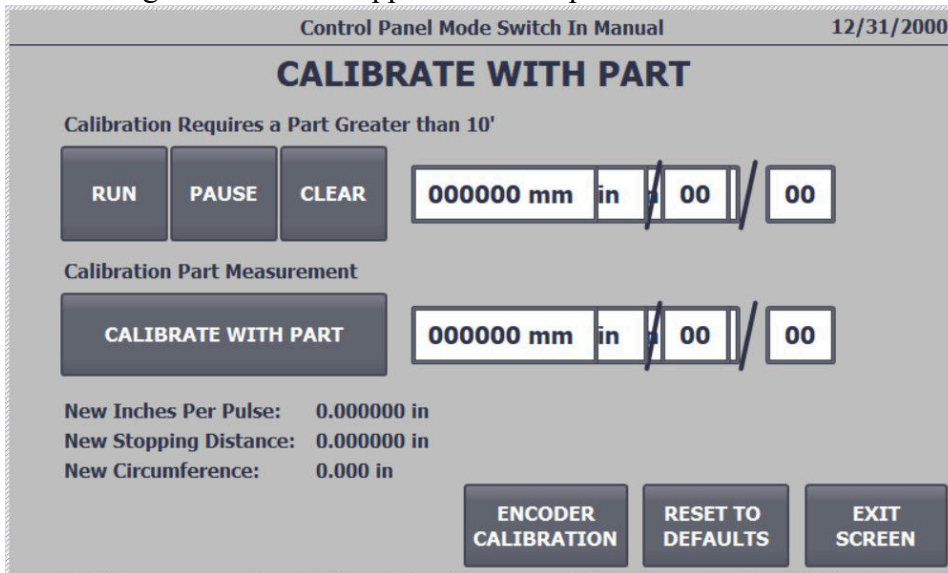 Control Panel Mode Switch In Manual 12/31/2000
CALIBRATE WITH PART
Calibration Requires a Part Greater than 10'
RUN PAUSE CLEAR 000000 mm in / 00 / 00
Calibration Part Measurement
CALIBRATE WITH PART 000000 mm in / 00 / 00
New Inches Per Pulse: 0.000000 in
New Stopping Distance: 0.000000 in
New Circumference: 0.000 in
ENCODER CALIBRATION RESET TO DEFAULTS EXIT SCREEN